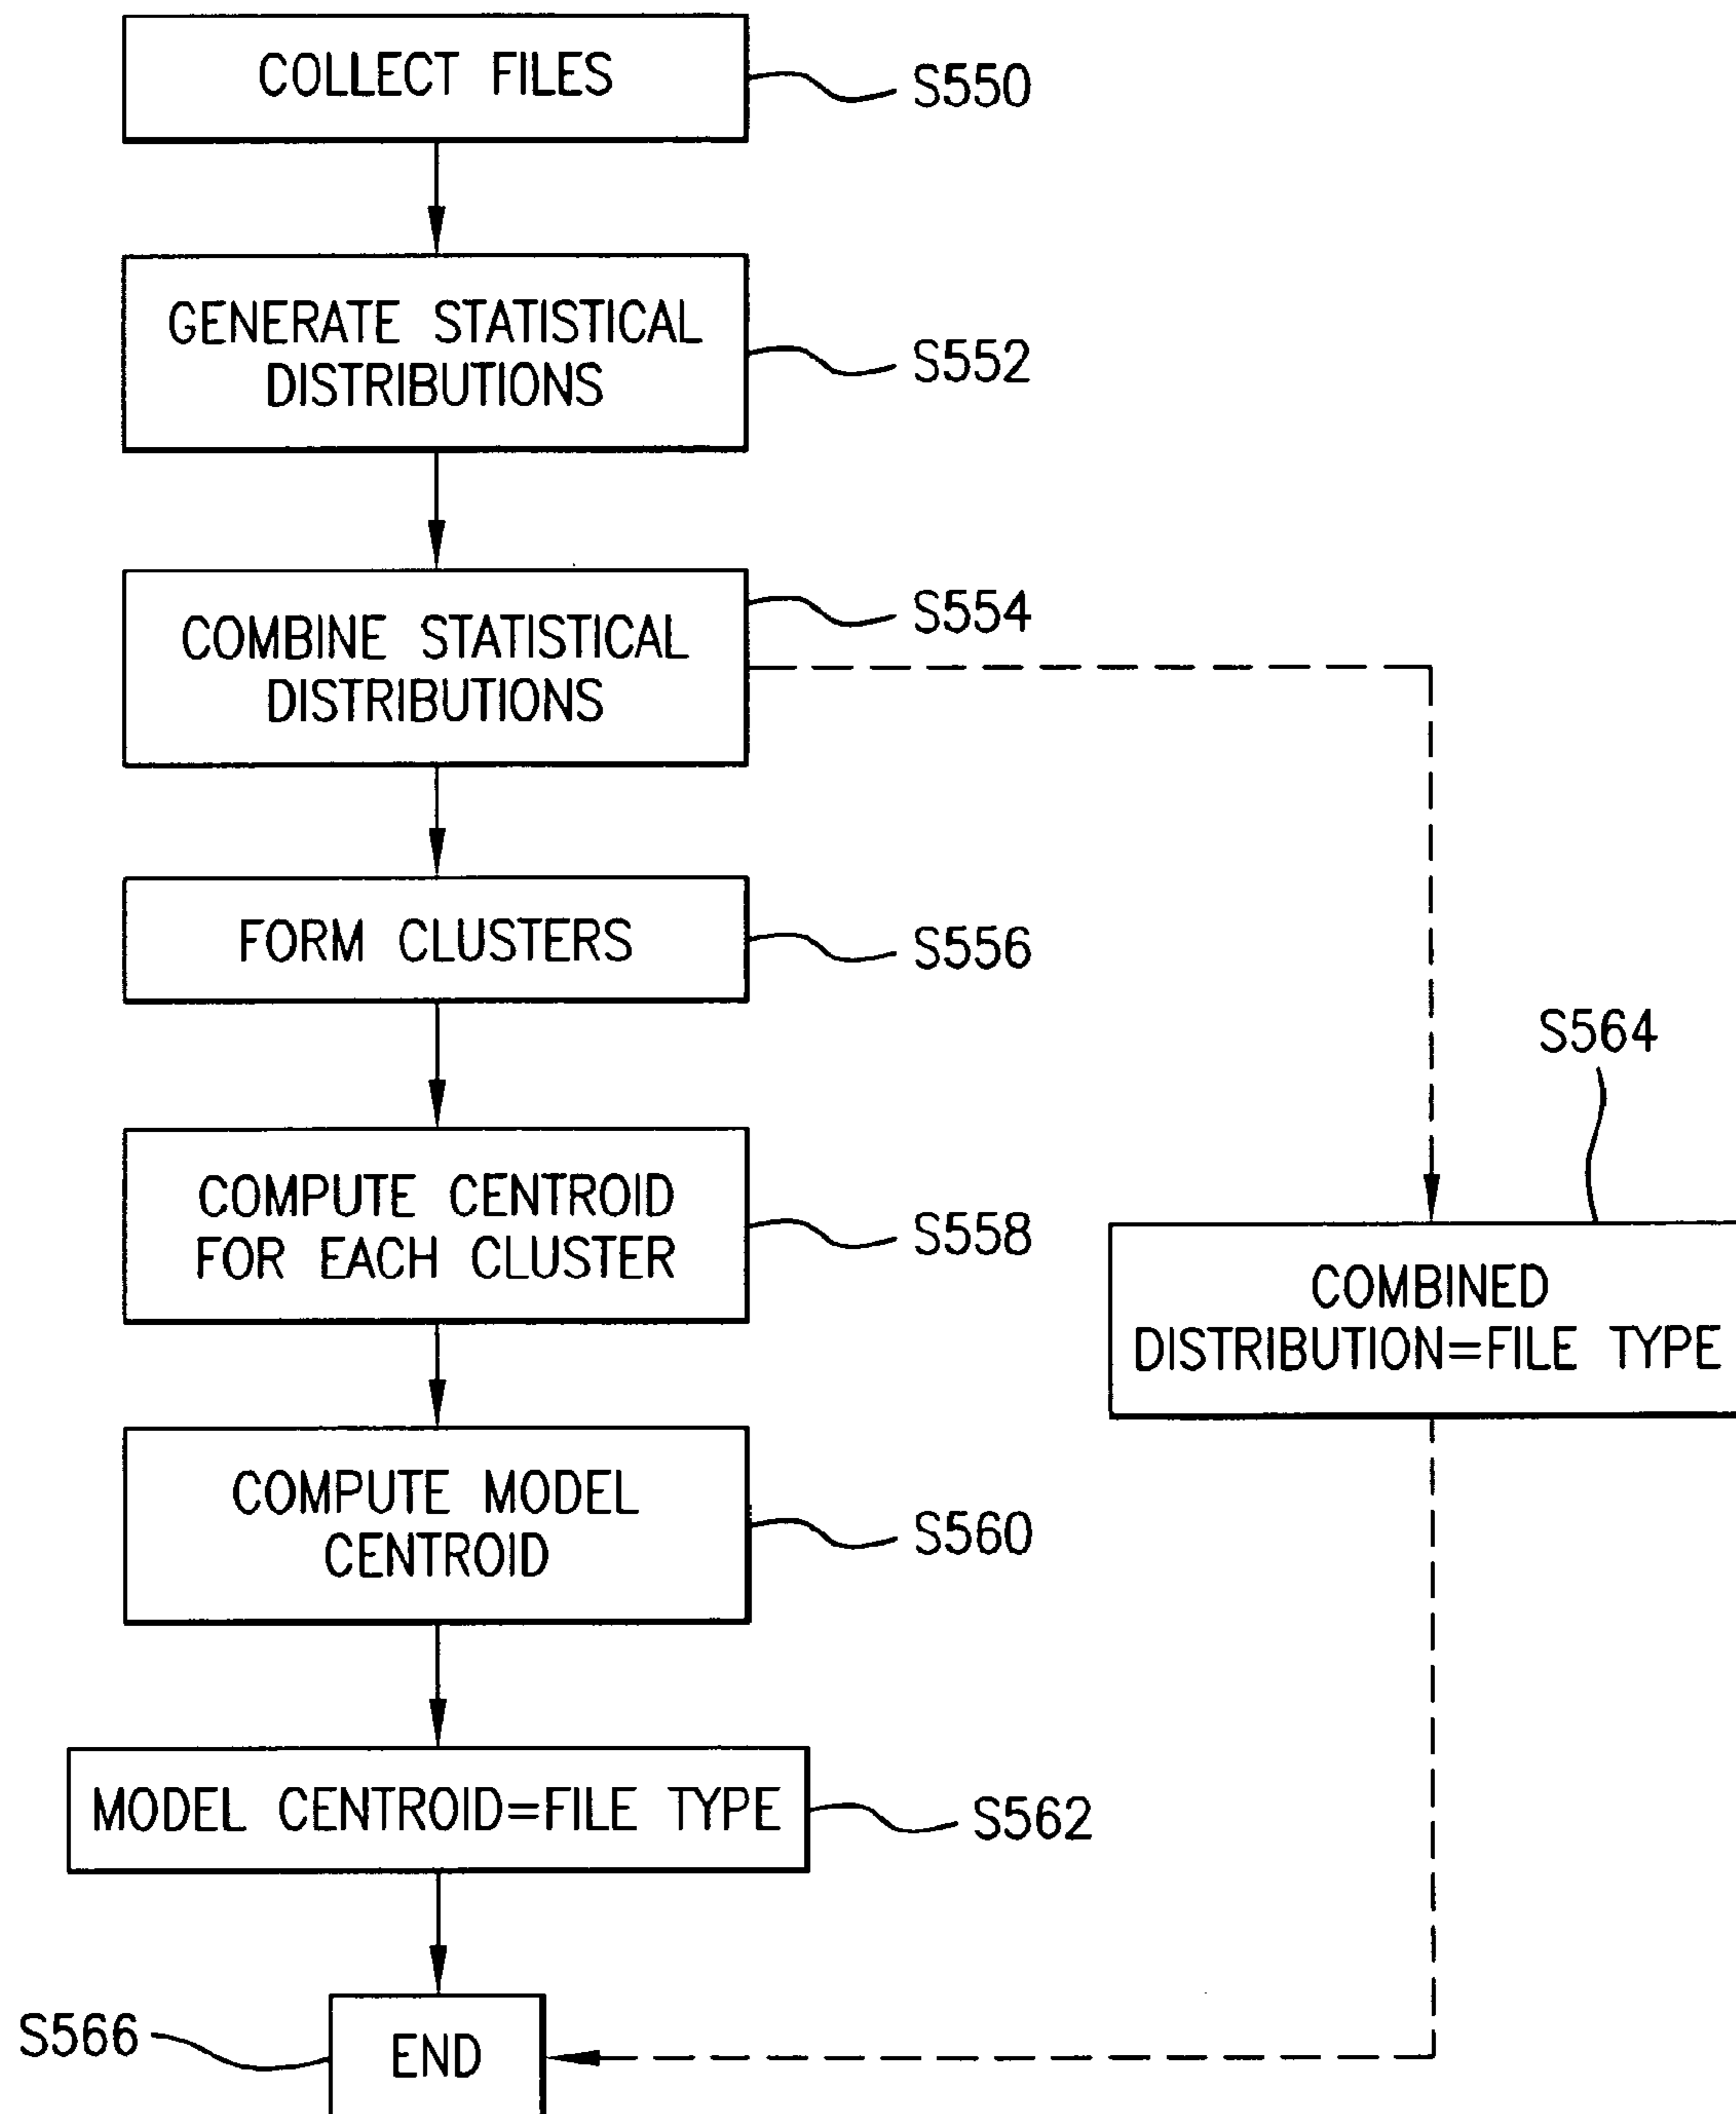 COLLECT FILES
S550
GENERATE STATISTICAL
DISTRIBUTIONS
S552
COMBINE STATISTICAL
DISTRIBUTIONS
S554
FORM CLUSTERS
S556
COMPUTE CENTROID
FOR EACH CLUSTER
S558
S564
COMBINED
DISTRIBUTION=FILE TYPE
COMPUTE MODEL
CENTROID
S560
MODEL CENTROID=FILE TYPE
S562
S566
END